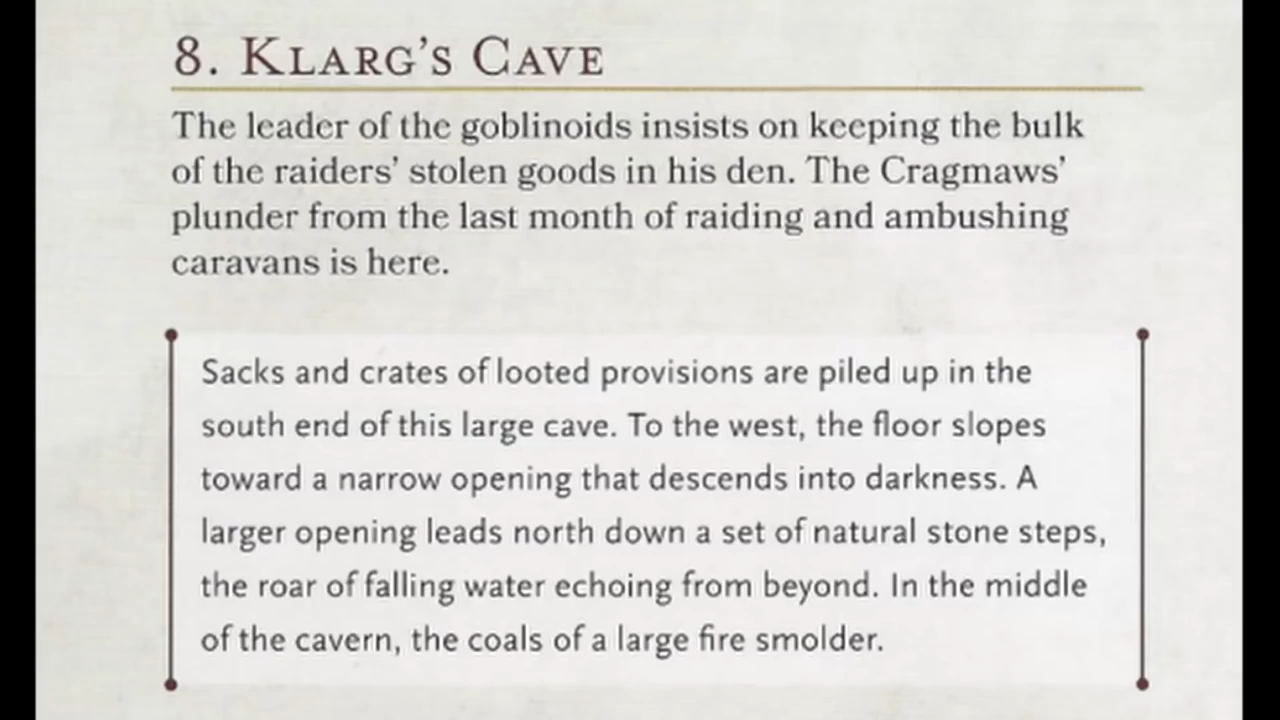 8. Klarg's Cave
The leader of the goblinoids insists on keeping the bulk
of the raiders' stolen goods in his den. The Cragmaws'
plunder from the last month of raiding and ambushing
caravans is here.
Sacks and crates of looted provisions are piled up in the
south end of this large cave. To the west, the floor slopes
toward a narrow opening that descends into darkness. A
larger opening leads north down a set of natural stone steps,
the roar of falling water echoing from beyond. In the middle
of the cavern, the coals of a large fire smolder.